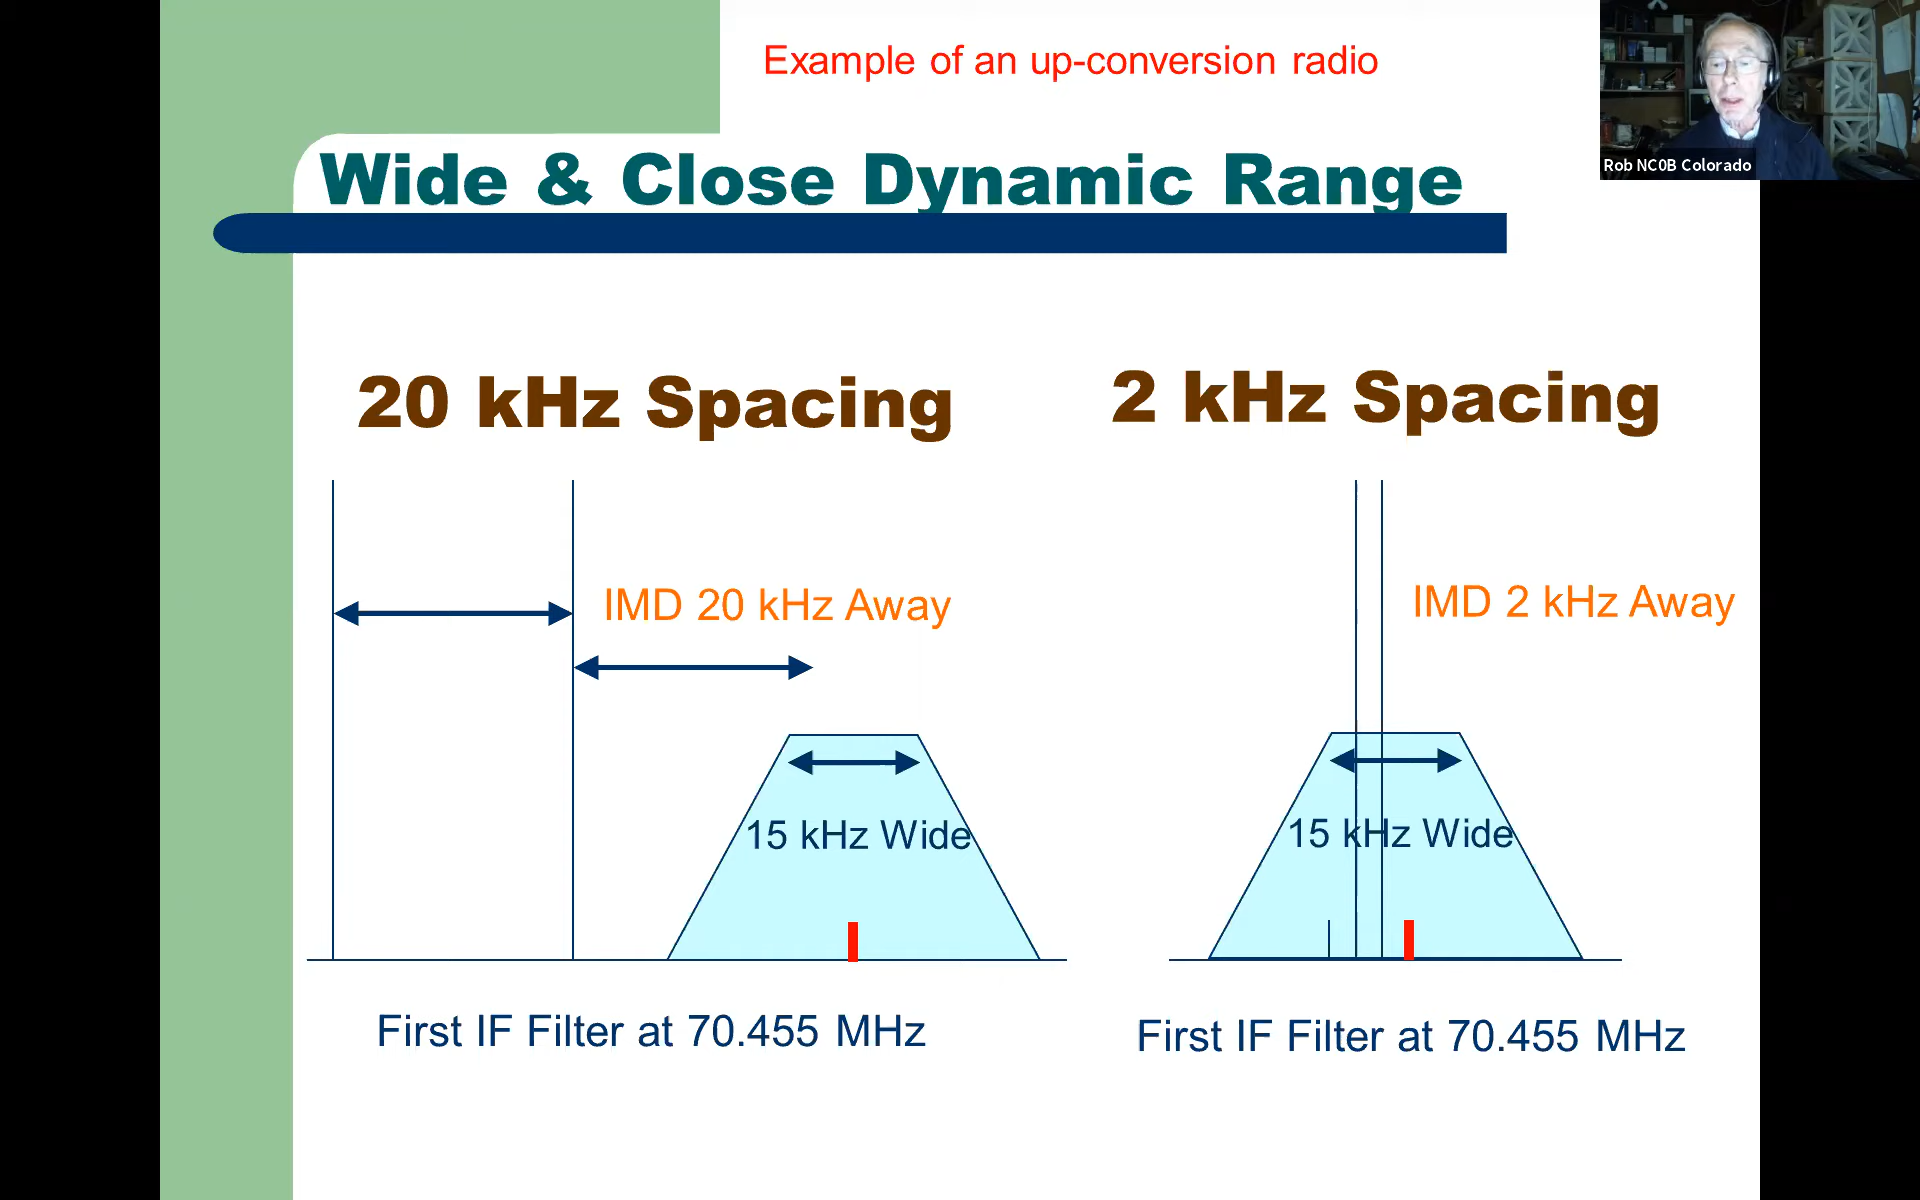 Example of an up-conversion radio
Rob NC0B Colorado
Wide & Close Dynamic Range
20 kHz Spacing
2 kHz Spacing
IMD 20 kHz Away
IMD 2 kHz Away
15 kHz Wide
15 kHz Wide
First IF Filter at 70.455 MHz
First IF Filter at 70.455 MHz